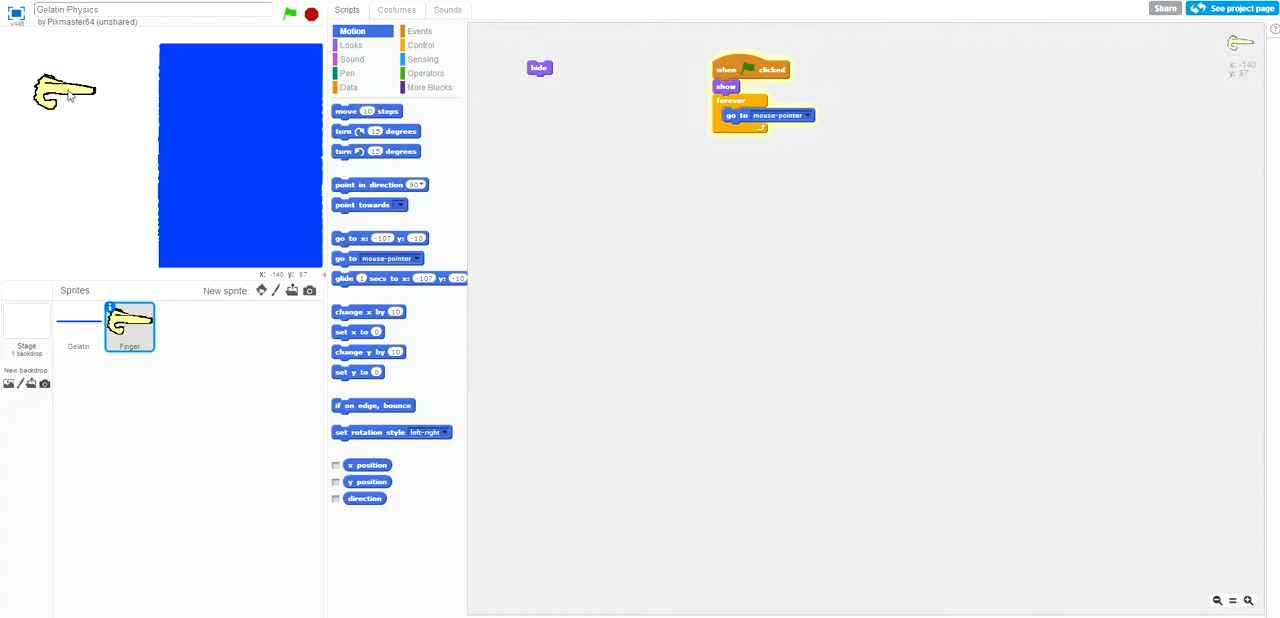 Gelatin Physics
by Pikmaster64 (unshared)
v446
Scripts
Costumes
Sounds
Share
See project page
Motion
Looks
Sound
Pen
Data
Events
Control
Sensing
Operators
More Blocks
move 10 steps
turn 15 degrees
turn 15 degrees
point in direction 90
point towards
go to x: -107 y: -10
go to mouse-pointer
glide 1 secs to x: -107 y: -10
change x by 10
set x to 0
change y by 10
set y to 0
if on edge, bounce
set rotation style left-right
x position
y position
direction
hide
when clicked
show
forever
go to mouse-pointer
x: -140
y: 87
x: -140 y: 87
Sprites
New sprite:
Stage
1 backdrop
New backdrop:
Gelatin
Finger